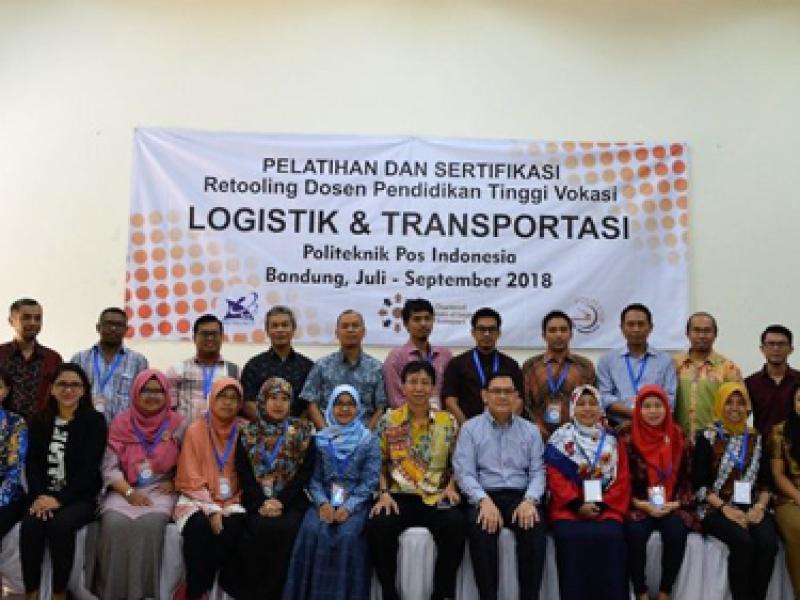 PELATIHAN DAN SERTIFIKASI
Retooling Dosen Pendidikan Tinggi Vokasi
LOGISTIK & TRANSPORTASI
Politeknik Pos Indonesia
Bandung, Juli - September 2018